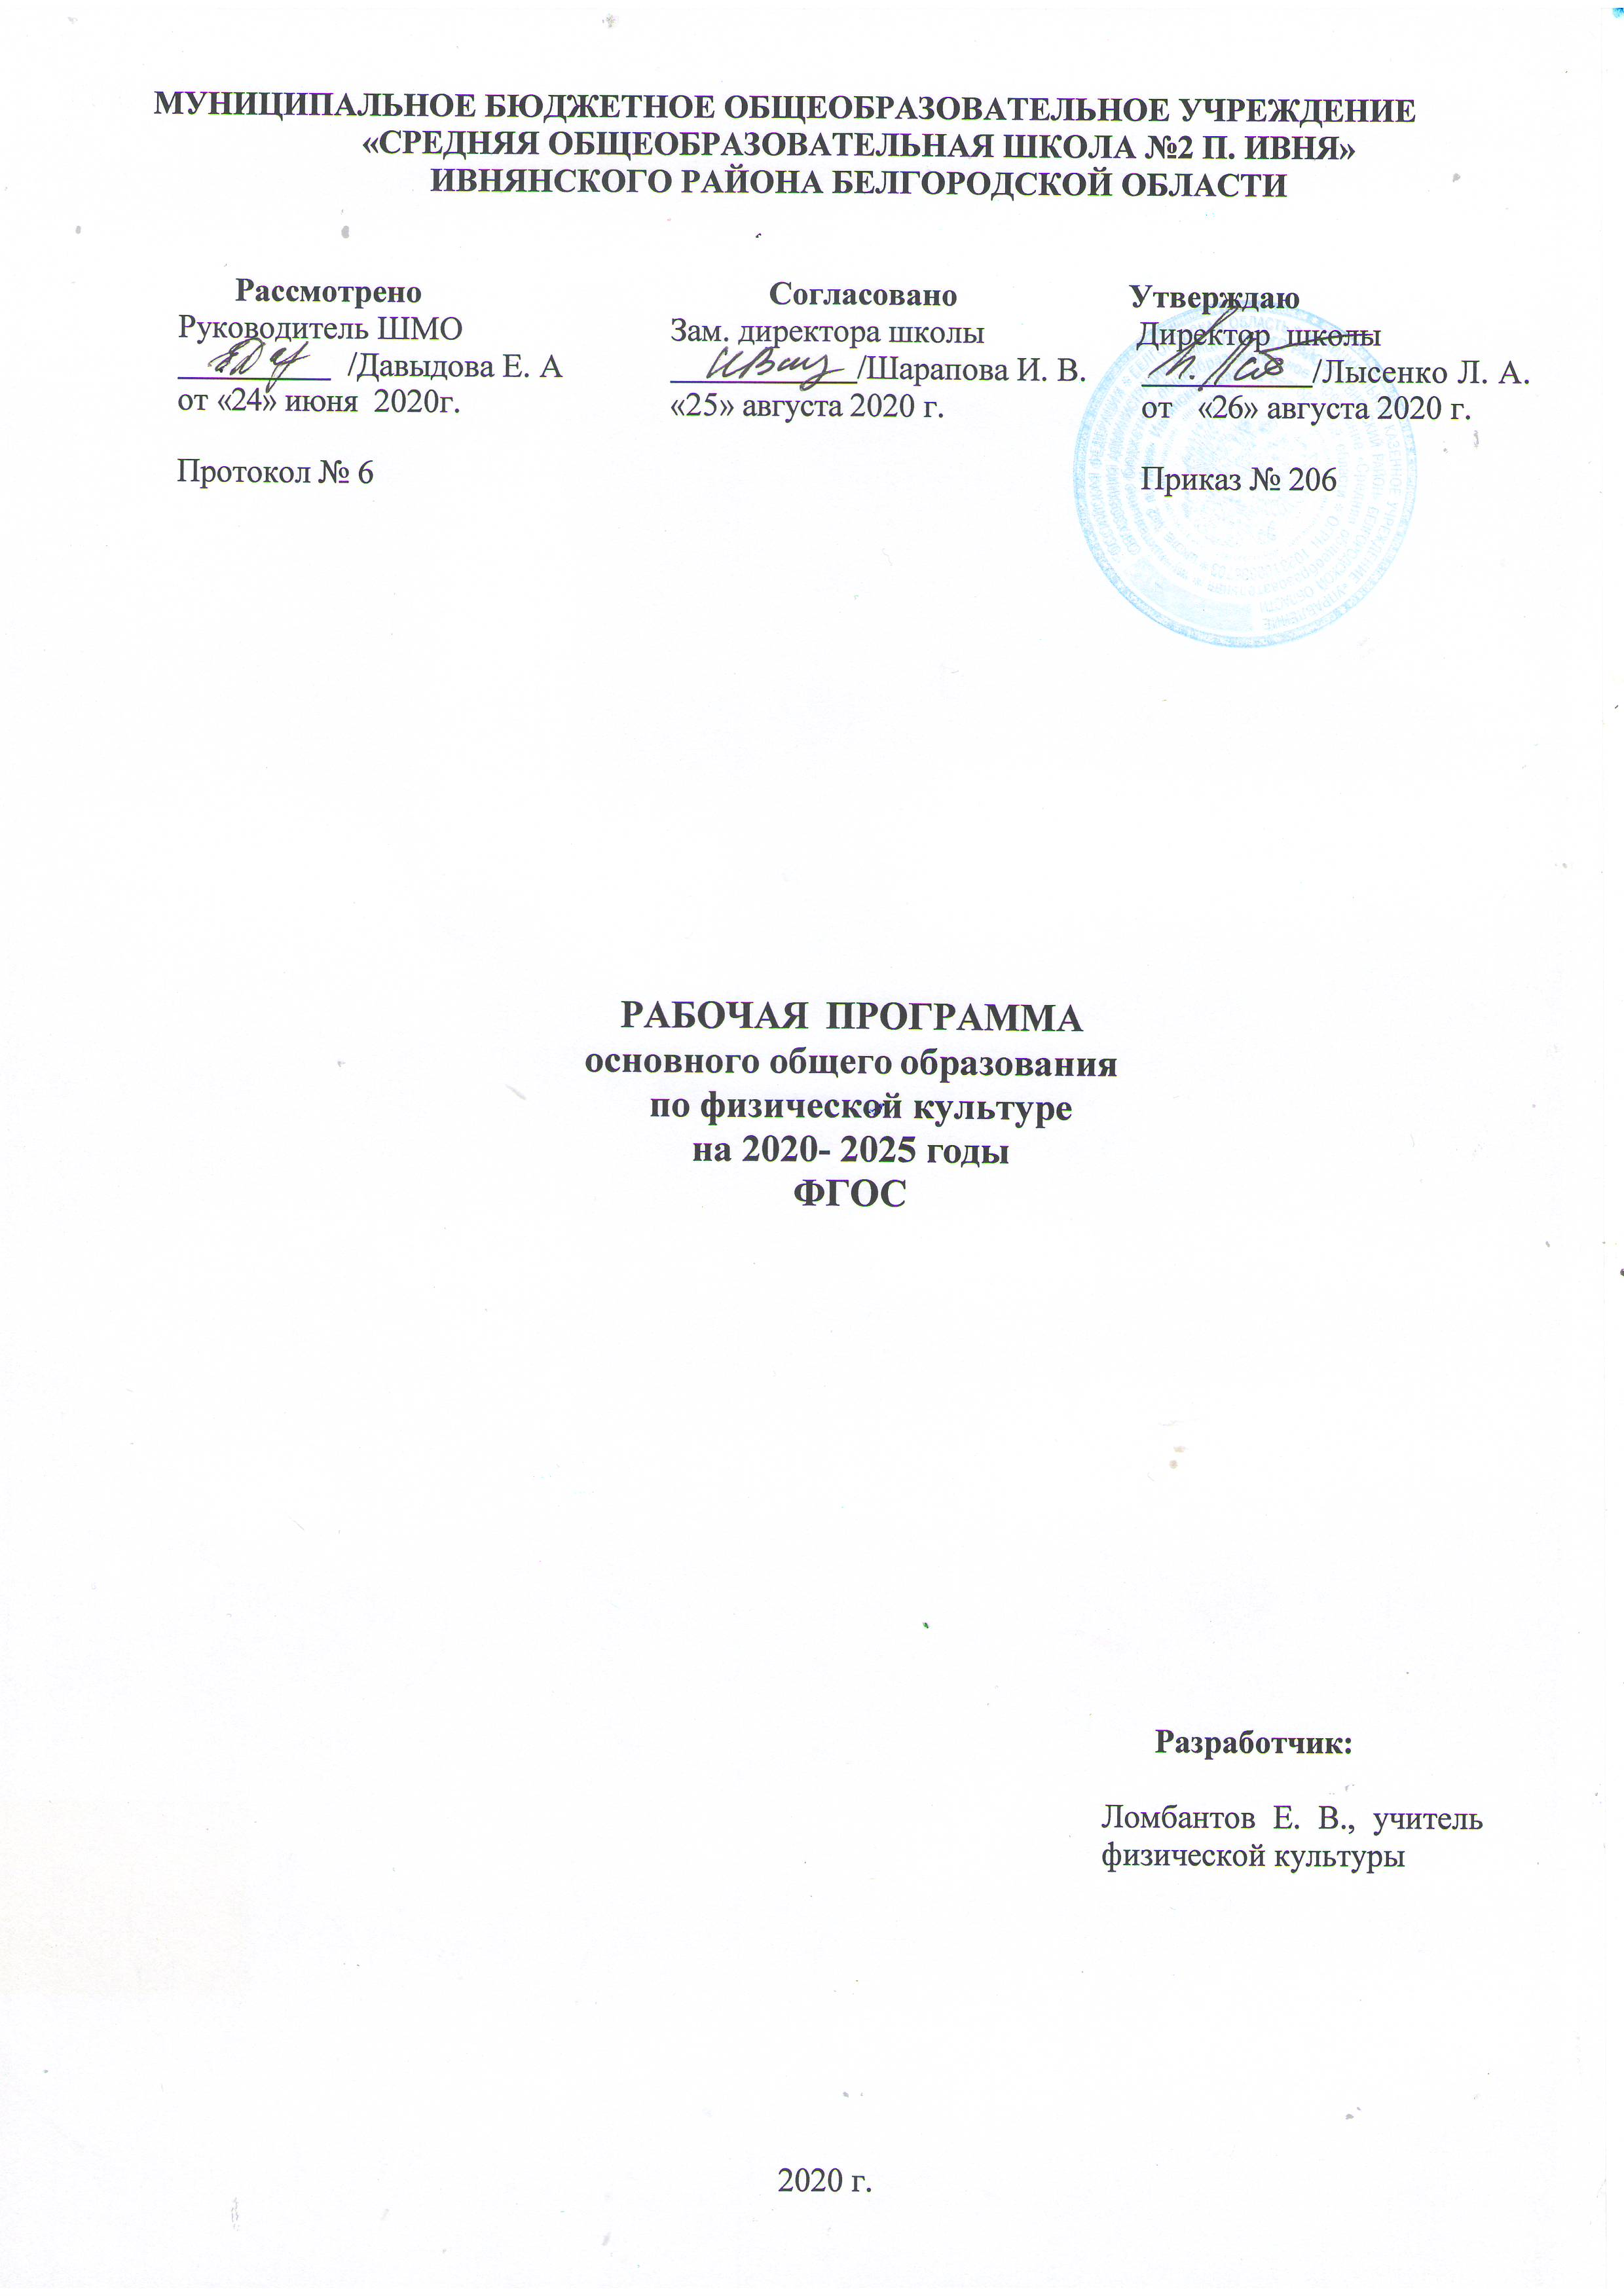 МУНИЦИПАЛЬНОЕ БЮДЖЕТНОЕ ОБЩЕОБРАЗОВАТЕЛЬНОЕ УЧРЕЖДЕНИЕ
«СРЕДНЯЯ ОБЩЕОБРАЗОВАТЕЛЬНАЯ ШКОЛА №2 П. ИВНЯ»
ИВНЯНСКОГО РАЙОНА БЕЛГОРОДСКОЙ ОБЛАСТИ
Рассмотрено
Руководитель ШМО
/Давыдова Е. А
от «24» июня 2020г.
Протокол № 6
Согласовано
Зам. директора школы
/Шарапова И. В.
«25» августа 2020 г.
Утверждаю
Директор школы
/Лысенко Л. А.
от «26» августа 2020 г.
Приказ № 206
РАБОЧАЯ ПРОГРАММА
основного общего образования
по физической культуре
на 2020- 2025 годы
ФГОС
Разработчик:
Ломбантов Е. В., учитель
физической культуры
2020 г.